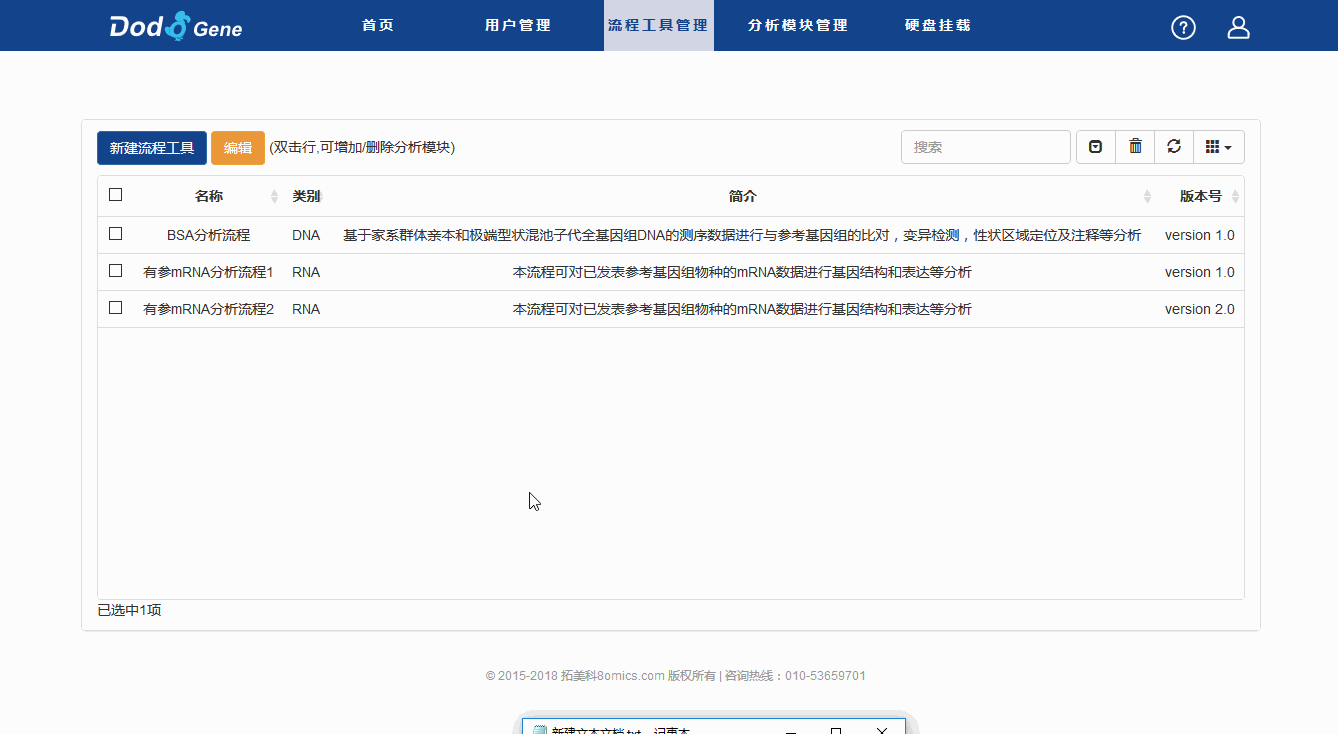 Dodo Gene 首页 用户管理 流程工具管理 分析模块管理 硬盘挂载 ?
新建流程工具 编辑 (双击行,可增加/删除分析模块) 搜索
名称 类别 简介 版本号
BSA分析流程 DNA 基于家系群体亲本和极端型状混池子代全基因组DNA的测序数据进行与参考基因组的比对，变异检测，性状区域定位及注释等分析 version 1.0
有参mRNA分析流程1 RNA 本流程可对已发表参考基因组物种的mRNA数据进行基因结构和表达等分析 version 1.0
有参mRNA分析流程2 RNA 本流程可对已发表参考基因组物种的mRNA数据进行基因结构和表达等分析 version 2.0
已选中1项
© 2015-2018 拓美科8omics.com 版权所有 | 咨询热线：010-53659701
新建文本文档.txt - 记事本